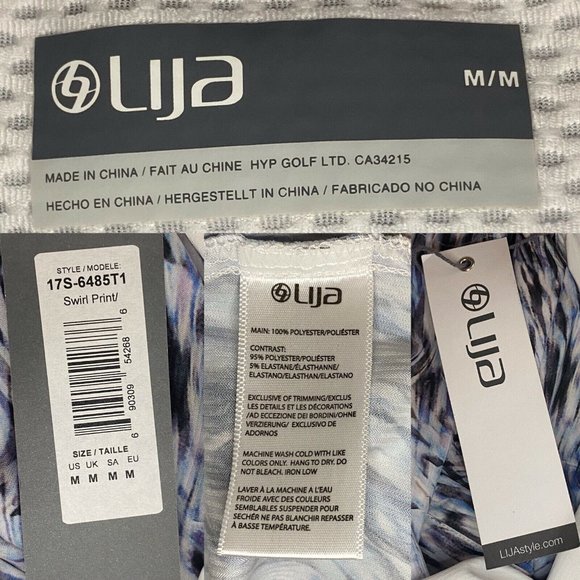 LIJA
M/M
MADE IN CHINA / FAIT AU CHINE HYP GOLF LTD. CA34215
HECHO EN CHINA / HERGESTELLT IN CHINA / FABRICADO NO CHINA
STYLE / MODELE:
17S-6485T1
Swirl Print/
6 90309 54268 6
SIZE / TAILLE
US UK SA EU
M M M M
LIJA
MAIN: 100% POLYESTER/POLIÉSTER
CONTRAST:
95% POLYESTER/POLIÉSTER
5% ELASTANE/ÉLASTHANNE/
ELASTANO/ELASTHAN/ELASTANO
EXCLUSIVE OF TRIMMING/EXCLUS
LES DETAILS ET LES DÉCORATIONS
/AD ECCEZIONE DEI BORDINI/OHNE
VERZIERUNG/ EXCLUSIVO DE
ADORNOS
MACHINE WASH COLD WITH LIKE
COLORS ONLY. HANG TO DRY. DO
NOT BLEACH. IRON LOW
LAVER À LA MACHINE A L'EAU
FROIDE AVEC DES COULEURS
SEMBLABLES SUSPENDER POUR
SECHÉR NE PAS BLANCHIR REPASSER
À BASSE TEMPÉRATURE.
LIJA
LIJAstyle.com